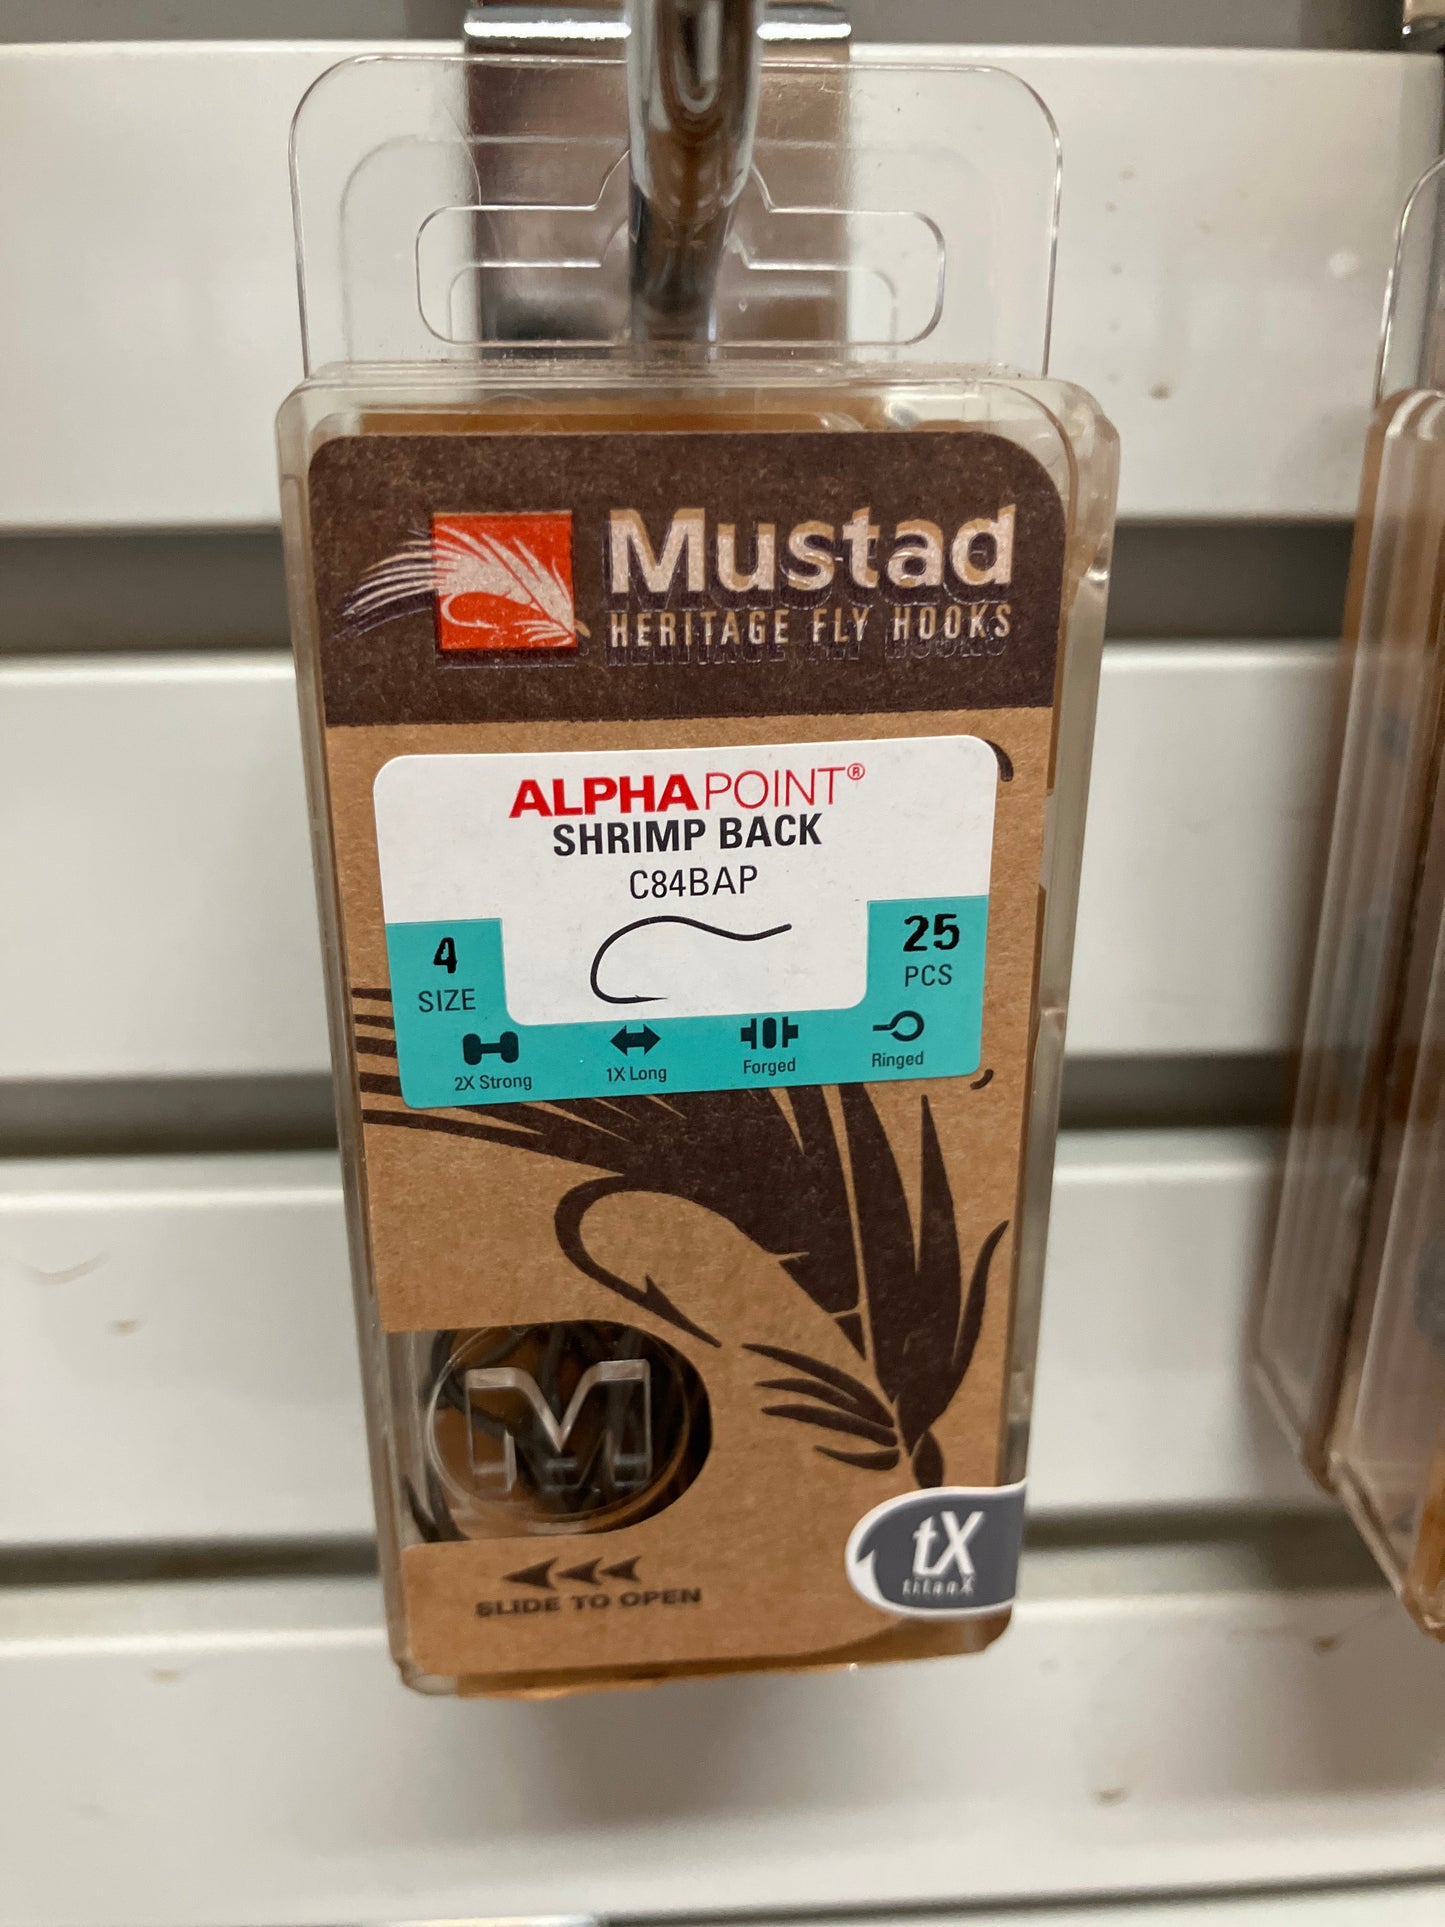 Mustad
HERITAGE FLY HOOKS
ALPHAPOINT®
SHRIMP BACK
C84BAP
4
SIZE
25
PCS
2X Strong
1X Long
Forged
Ringed
M
SLIDE TO OPEN
tX
titanX